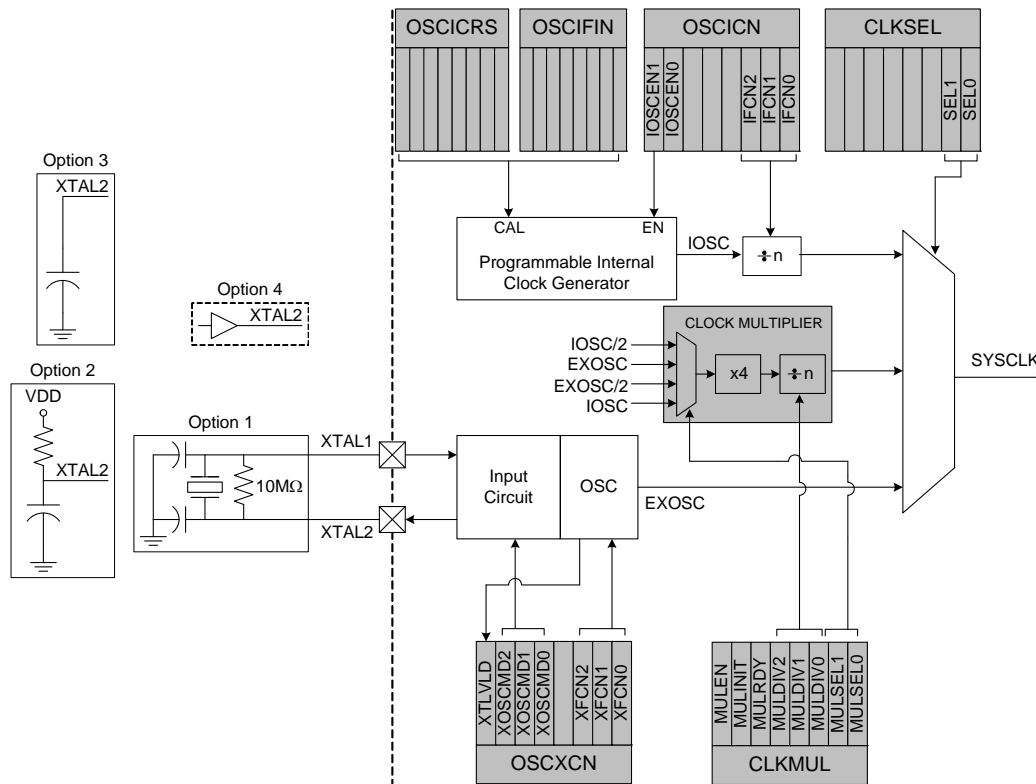 OSCICRS
OSCIFIN
OSCICN
CLKSEL
IOSCEN1
IOSCEN0
IFCN2
IFCN1
IFCN0
SEL1
SEL0
Option 3
XTAL2
CAL
EN
Programmable Internal
Clock Generator
IOSC
÷n
Option 4
XTAL2
CLOCK MULTIPLIER
IOSC/2
EXOSC
EXOSC/2
IOSC
x4
÷n
SYSCLK
Option 2
VDD
XTAL2
Option 1
XTAL1
10MΩ
XTAL2
Input
Circuit
OSC
EXOSC
XTLVLD
XOSCMD2
XOSCMD1
XOSCMD0
XFCN2
XFCN1
XFCN0
OSCXCN
MULEN
MULINIT
MULRDY
MULDIV2
MULDIV1
MULDIV0
MULSEL1
MULSEL0
CLKMUL